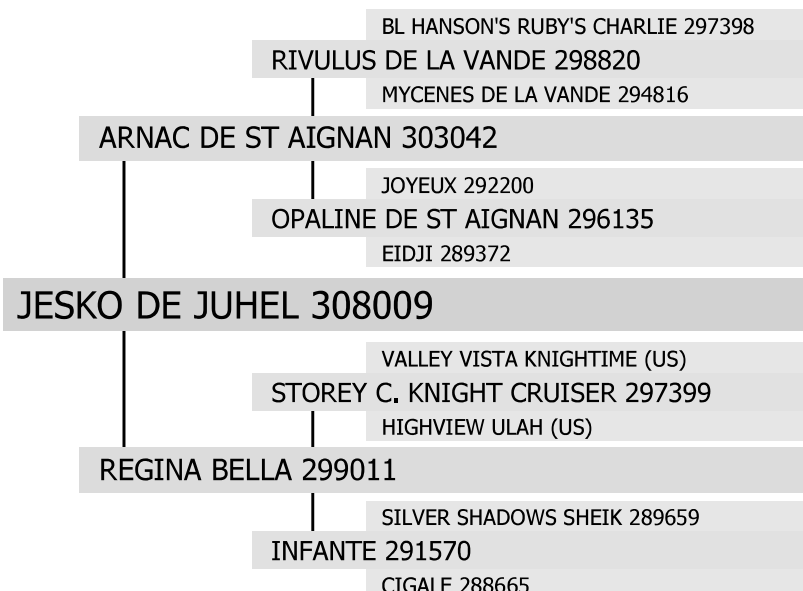 BL HANSON'S RUBY'S CHARLIE 297398
RIVULUS DE LA VANDE 298820
MYCENES DE LA VANDE 294816
ARNAC DE ST AIGNAN 303042
JOYEUX 292200
OPALINE DE ST AIGNAN 296135
EIDJI 289372
JESKO DE JUHEL 308009
VALLEY VISTA KNIGHTIME (US)
STOREY C. KNIGHT CRUISER 297399
HIGHVIEW ULAH (US)
REGINA BELLA 299011
SILVER SHADOWS SHEIK 289659
INFANTE 291570
CIGALE 288665